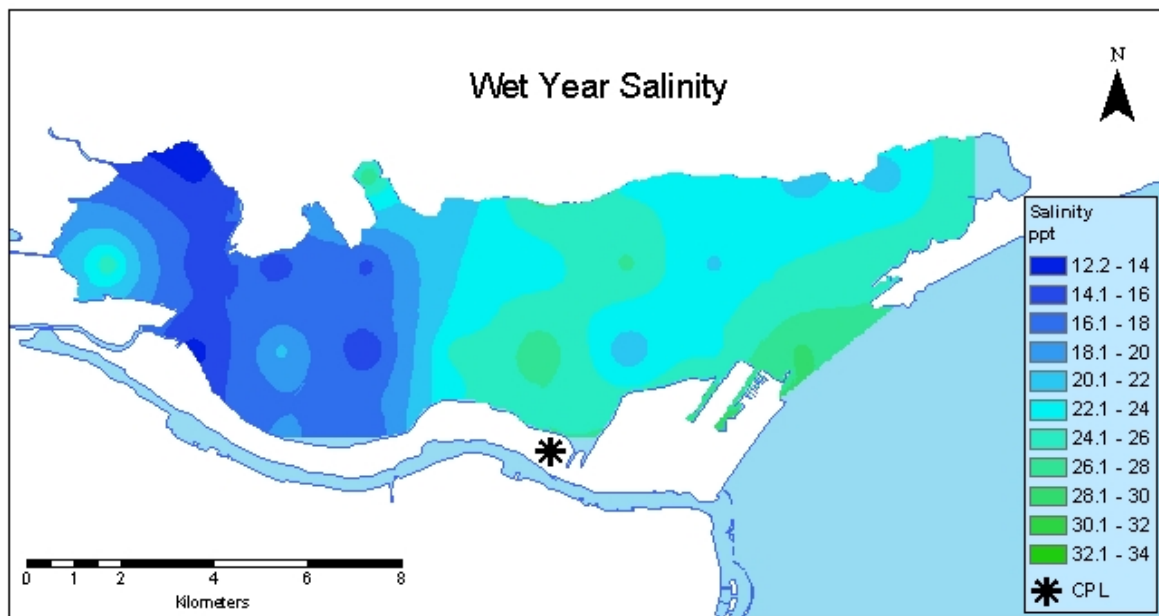 Wet Year Salinity
N
Salinity
ppt
12.2 - 14
14.1 - 16
16.1 - 18
18.1 - 20
20.1 - 22
22.1 - 24
24.1 - 26
26.1 - 28
28.1 - 30
30.1 - 32
32.1 - 34
CPL
0 1 2 4 6 8
Kilometers